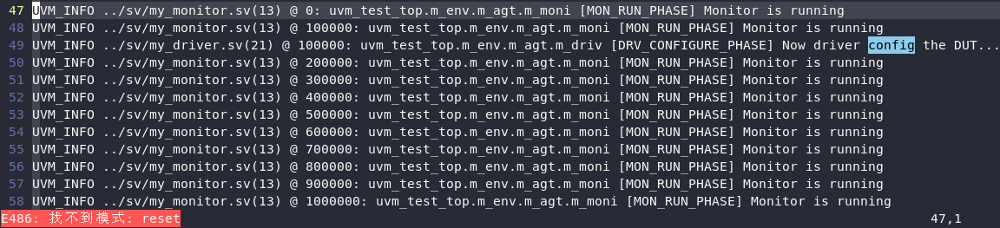 47 UVM_INFO ../sv/my_monitor.sv(13) @ 0: uvm_test_top.m_env.m_agt.m_moni [MON_RUN_PHASE] Monitor is running
48 UVM_INFO ../sv/my_monitor.sv(13) @ 100000: uvm_test_top.m_env.m_agt.m_moni [MON_RUN_PHASE] Monitor is running
49 UVM_INFO ../sv/my_driver.sv(21) @ 100000: uvm_test_top.m_env.m_agt.m_driv [DRV_CONFIGURE_PHASE] Now driver config the DUT...
50 UVM_INFO ../sv/my_monitor.sv(13) @ 200000: uvm_test_top.m_env.m_agt.m_moni [MON_RUN_PHASE] Monitor is running
51 UVM_INFO ../sv/my_monitor.sv(13) @ 300000: uvm_test_top.m_env.m_agt.m_moni [MON_RUN_PHASE] Monitor is running
52 UVM_INFO ../sv/my_monitor.sv(13) @ 400000: uvm_test_top.m_env.m_agt.m_moni [MON_RUN_PHASE] Monitor is running
53 UVM_INFO ../sv/my_monitor.sv(13) @ 500000: uvm_test_top.m_env.m_agt.m_moni [MON_RUN_PHASE] Monitor is running
54 UVM_INFO ../sv/my_monitor.sv(13) @ 600000: uvm_test_top.m_env.m_agt.m_moni [MON_RUN_PHASE] Monitor is running
55 UVM_INFO ../sv/my_monitor.sv(13) @ 700000: uvm_test_top.m_env.m_agt.m_moni [MON_RUN_PHASE] Monitor is running
56 UVM_INFO ../sv/my_monitor.sv(13) @ 800000: uvm_test_top.m_env.m_agt.m_moni [MON_RUN_PHASE] Monitor is running
57 UVM_INFO ../sv/my_monitor.sv(13) @ 900000: uvm_test_top.m_env.m_agt.m_moni [MON_RUN_PHASE] Monitor is running
58 UVM_INFO ../sv/my_monitor.sv(13) @ 1000000: uvm_test_top.m_env.m_agt.m_moni [MON_RUN_PHASE] Monitor is running
E486: 找不到模式: reset 47,1